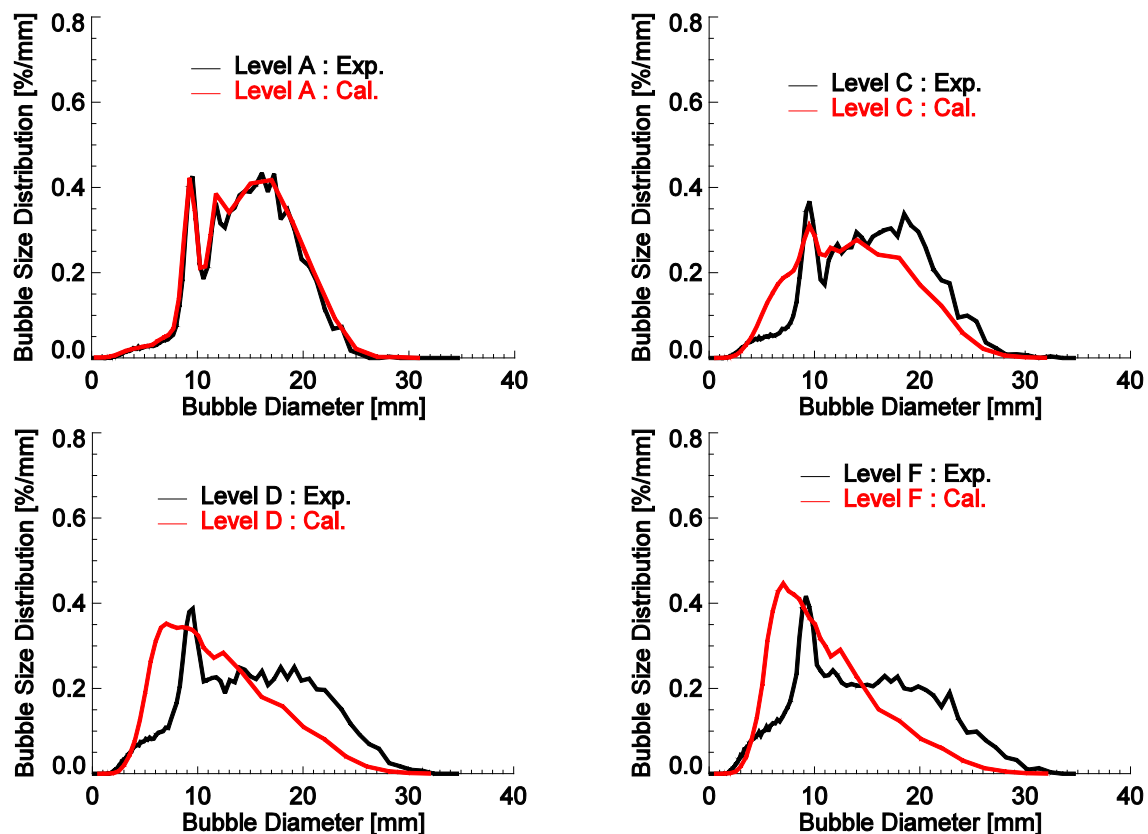 Bubble Size Distribution [%/mm]
0.8
0.6
0.4
0.2
0.0
Level A : Exp.
Level A : Cal.
0 10 20 30 40
Bubble Diameter [mm]
Bubble Size Distribution [%/mm]
0.8
0.6
0.4
0.2
0.0
Level C : Exp.
Level C : Cal.
0 10 20 30 40
Bubble Diameter [mm]
Bubble Size Distribution [%/mm]
0.8
0.6
0.4
0.2
0.0
Level D : Exp.
Level D : Cal.
0 10 20 30 40
Bubble Diameter [mm]
Bubble Size Distribution [%/mm]
0.8
0.6
0.4
0.2
0.0
Level F : Exp.
Level F : Cal.
0 10 20 30 40
Bubble Diameter [mm]